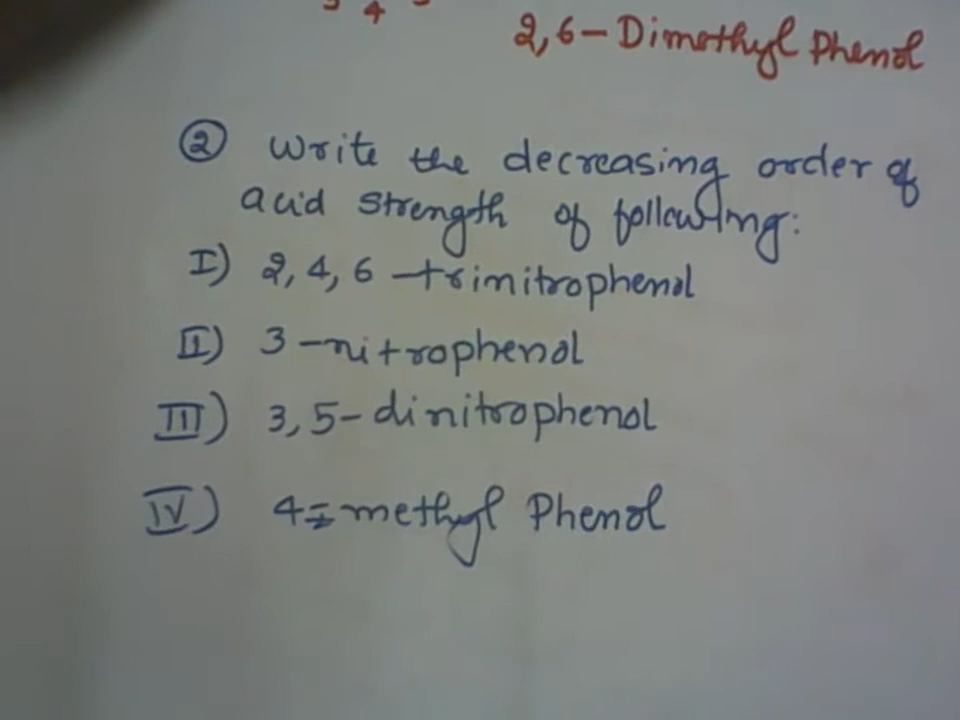 4
2,6-Dimethyl Phenol
② Write the decreasing order of
acid strength of following:
I) 2,4,6-trinitrophenol
II) 3-nitrophenol
III) 3,5-dinitrophenol
IV) 4-methyl Phenol